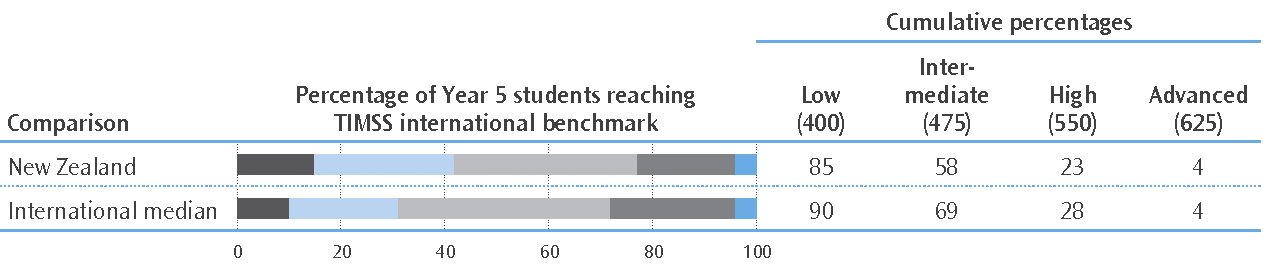 Cumulative percentages
Comparison
Percentage of Year 5 students reaching
TIMSS international benchmark
Low
(400)
Inter-
mediate
(475)
High
(550)
Advanced
(625)
New Zealand 85 58 23 4
International median 90 69 28 4
0 20 40 60 80 100